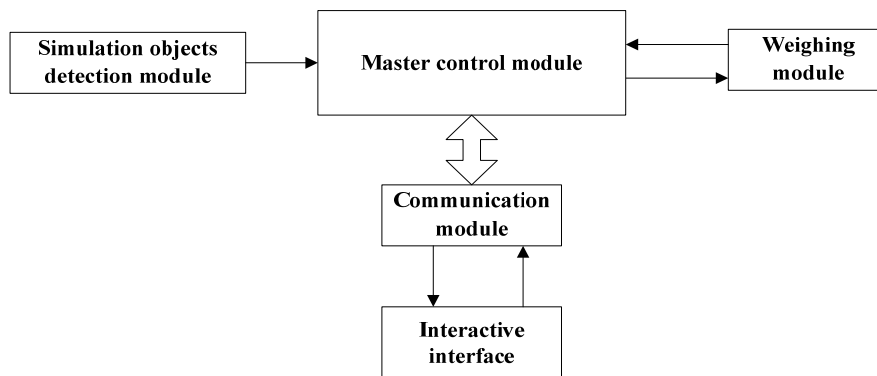 Simulation objects
detection module
Master control module
Weighing
module
Communication
module
Interactive
interface